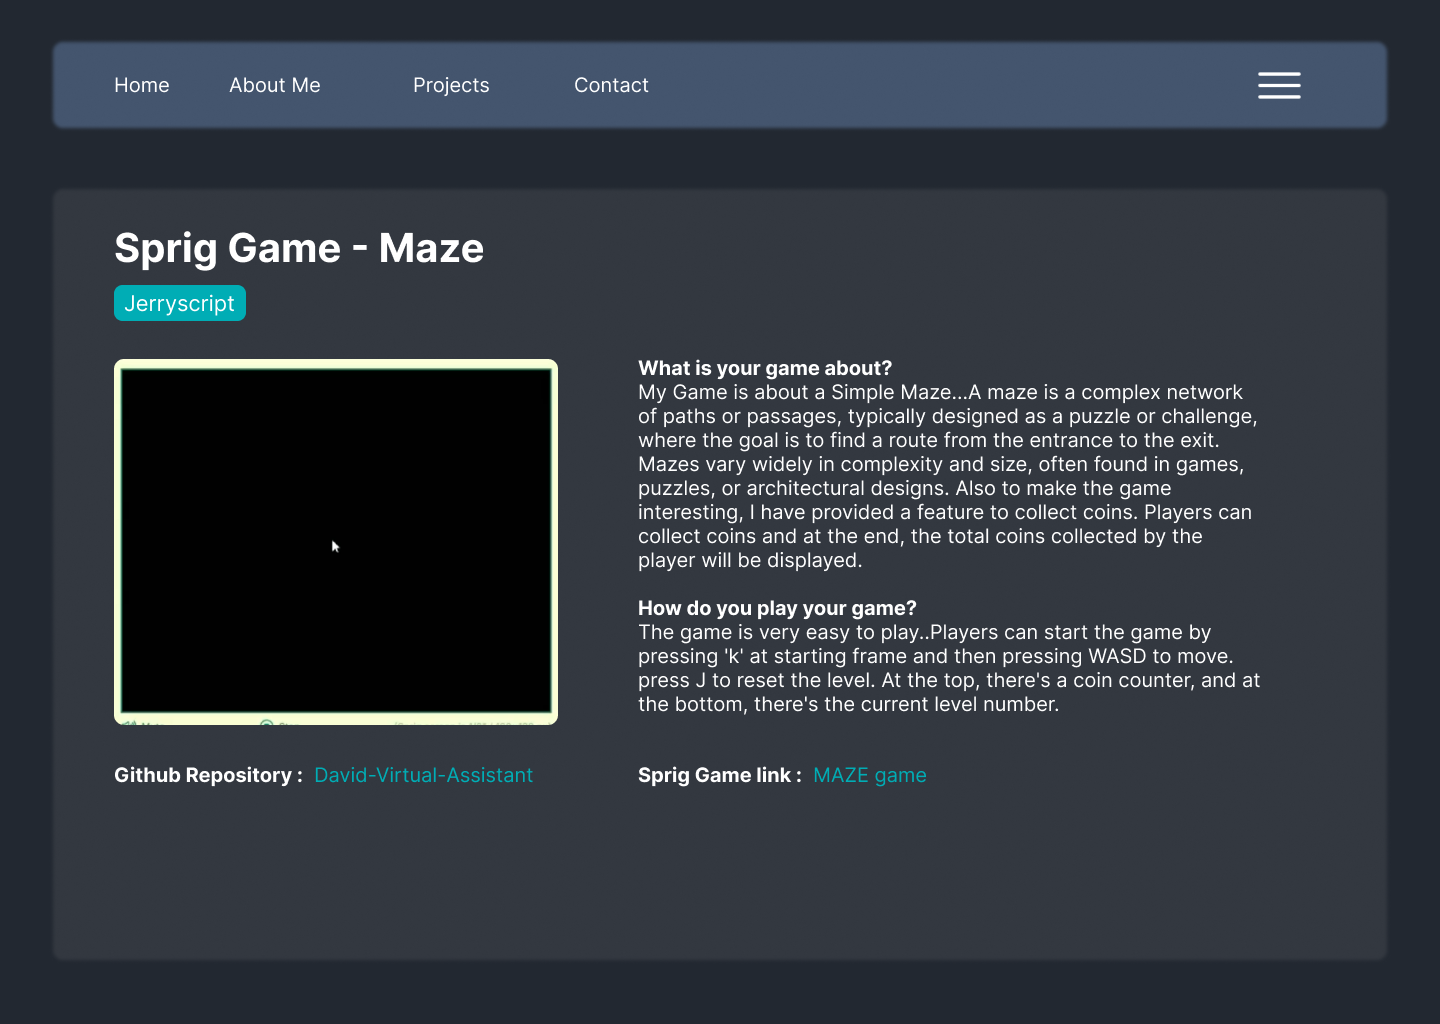 Home About Me Projects Contact
Sprig Game - Maze
Jerryscript
What is your game about?
My Game is about a Simple Maze...A maze is a complex network
of paths or passages, typically designed as a puzzle or challenge,
where the goal is to find a route from the entrance to the exit.
Mazes vary widely in complexity and size, often found in games,
puzzles, or architectural designs. Also to make the game
interesting, I have provided a feature to collect coins. Players can
collect coins and at the end, the total coins collected by the
player will be displayed.
How do you play your game?
The game is very easy to play..Players can start the game by
pressing 'k' at starting frame and then pressing WASD to move.
press J to reset the level. At the top, there's a coin counter, and at
the bottom, there's the current level number.
Github Repository : David-Virtual-Assistant
Sprig Game link : MAZE game